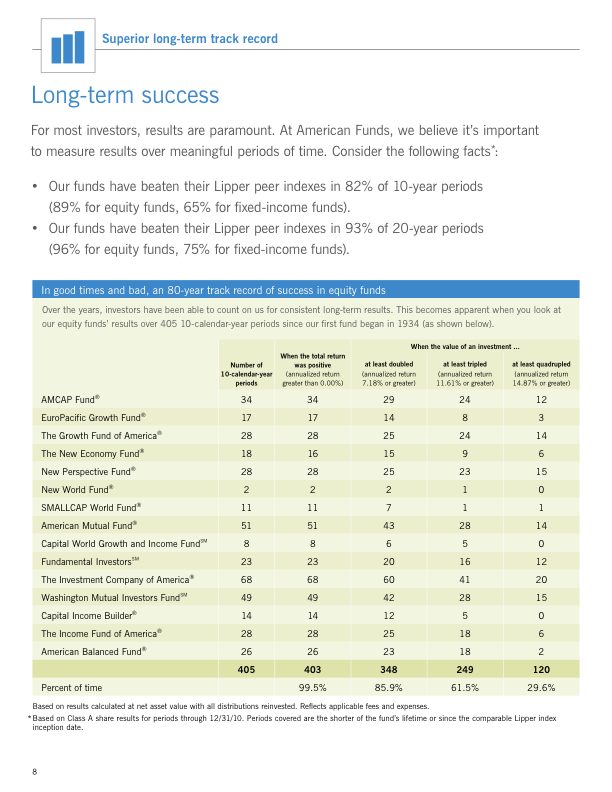 Superior long-term track record
Long-term success
For most investors, results are paramount. At American Funds, we believe it's important
to measure results over meaningful periods of time. Consider the following facts*:
• Our funds have beaten their Lipper peer indexes in 82% of 10-year periods
(89% for equity funds, 65% for fixed-income funds).
• Our funds have beaten their Lipper peer indexes in 93% of 20-year periods
(96% for equity funds, 75% for fixed-income funds).
In good times and bad, an 80-year track record of success in equity funds
Over the years, investors have been able to count on us for consistent long-term results. This becomes apparent when you look at
our equity funds' results over 405 10-calendar-year periods since our first fund began in 1934 (as shown below).
When the value of an investment ...
Number of
10-calendar-year
periods
When the total return
was positive
(annualized return
greater than 0.00%)
at least doubled
(annualized return
7.18% or greater)
at least tripled
(annualized return
11.61% or greater)
at least quadrupled
(annualized return
14.87% or greater)
AMCAP Fund® 34 34 29 24 12
EuroPacific Growth Fund® 17 17 14 8 3
The Growth Fund of America® 28 28 25 24 14
The New Economy Fund® 18 16 15 9 6
New Perspective Fund® 28 28 25 23 15
New World Fund® 2 2 2 1 0
SMALLCAP World Fund® 11 11 7 1 1
American Mutual Fund® 51 51 43 28 14
Capital World Growth and Income Fund℠ 8 8 6 5 0
Fundamental Investors℠ 23 23 20 16 12
The Investment Company of America® 68 68 60 41 20
Washington Mutual Investors Fund℠ 49 49 42 28 15
Capital Income Builder® 14 14 12 5 0
The Income Fund of America® 28 28 25 18 6
American Balanced Fund® 26 26 23 18 2
405 403 348 249 120
Percent of time 99.5% 85.9% 61.5% 29.6%
Based on results calculated at net asset value with all distributions reinvested. Reflects applicable fees and expenses.
*Based on Class A share results for periods through 12/31/10. Periods covered are the shorter of the fund's lifetime or since the comparable Lipper index
inception date.
8